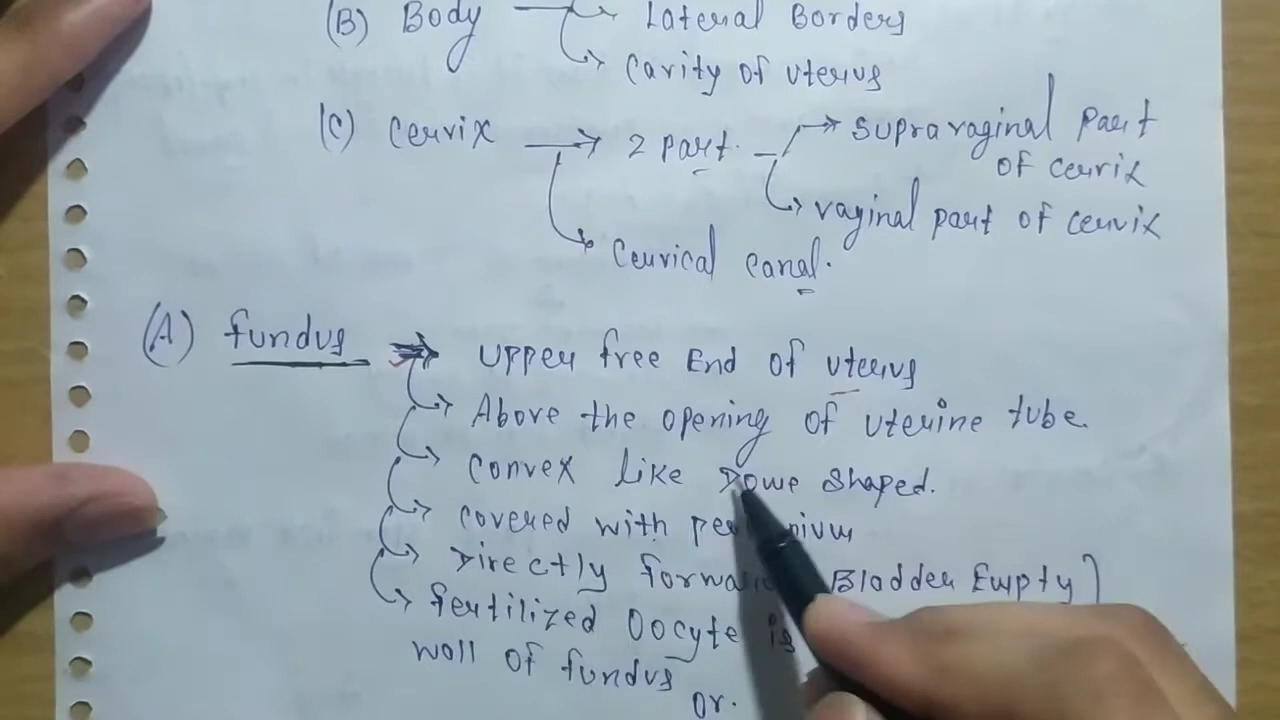 (B) Body → Lateral Borders
→ cavity of uterus
(C) cervix → 2 part. → supravaginal part
of cervix
→ vaginal part of cervix
→ cervical canal.
(A) fundus → upper free End of uterus
→ Above the opening of uterine tube.
→ convex like Dome shaped.
→ covered with
→ Directly Bladder Empty)
→ fertilized Oocyte is
wall of fundus
or.